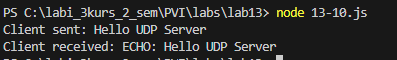 PS C:\labi_3kurs_2_sem\PVI\labs\lab13> node 13-10.js
Client sent: Hello UDP Server
Client received: ECHO: Hello UDP Server